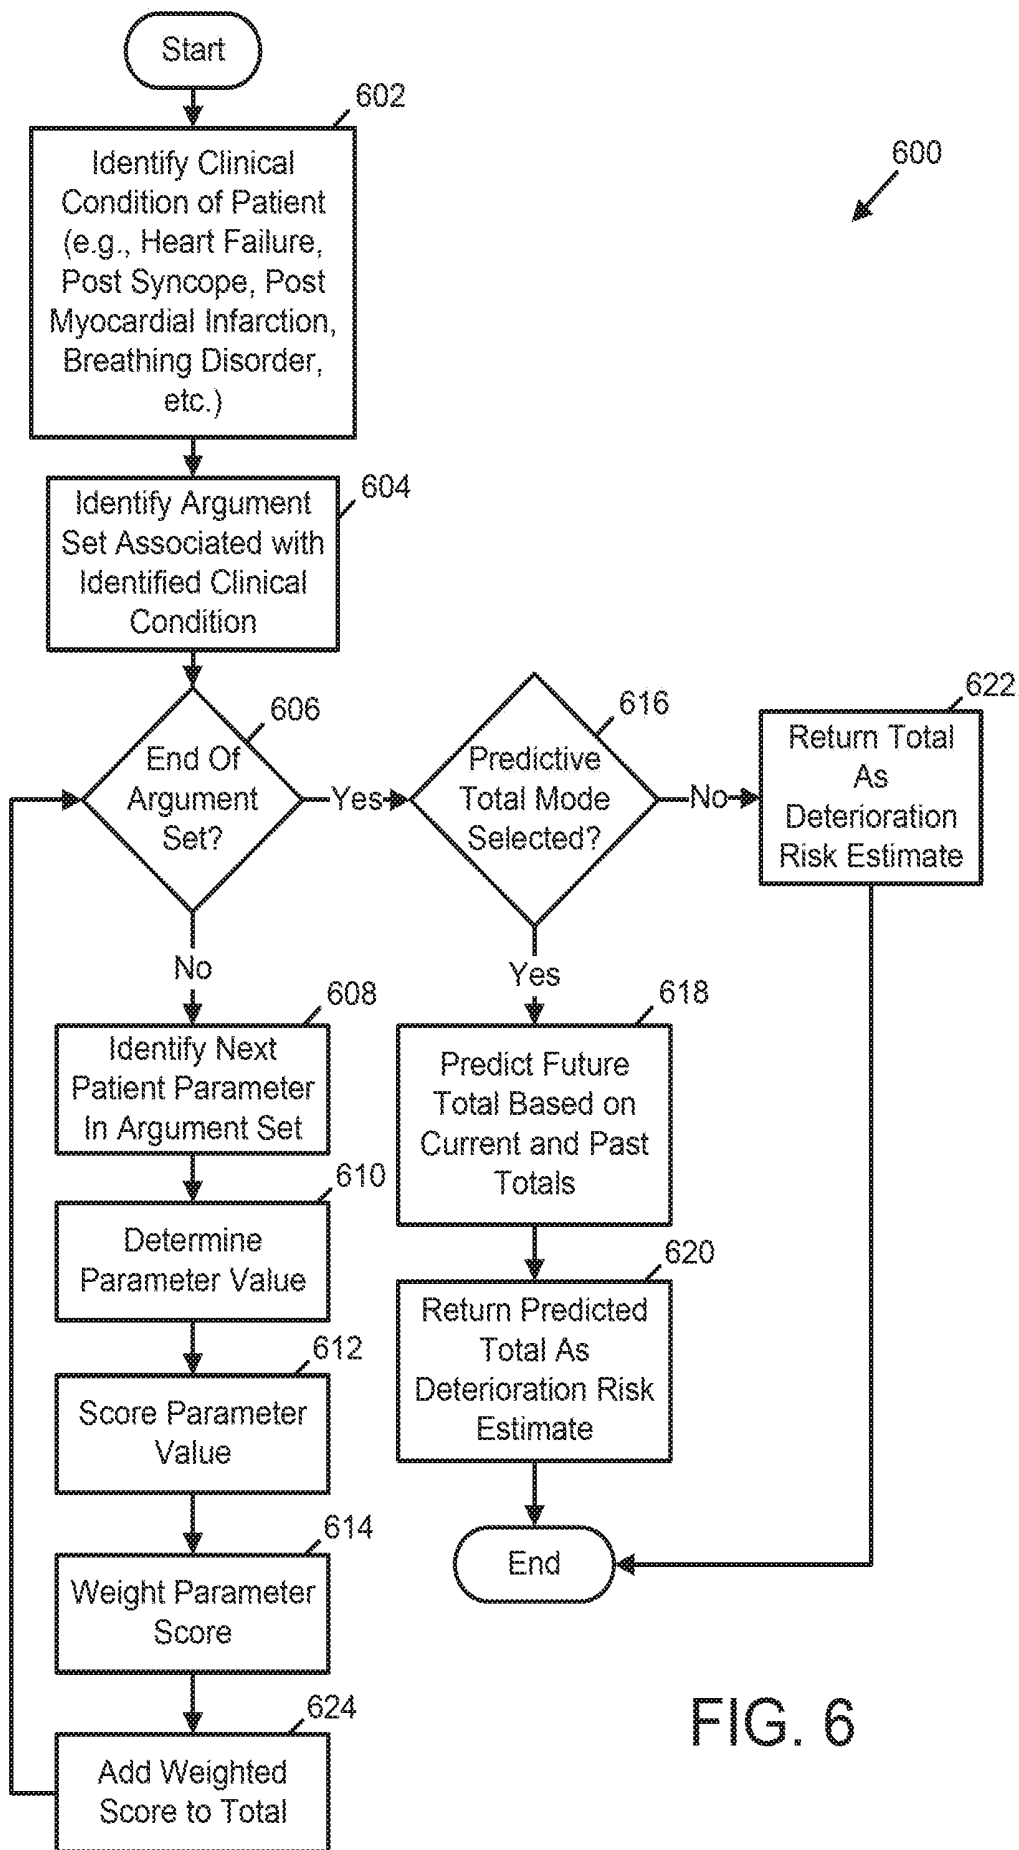 Start
602
Identify Clinical
Condition of Patient
(e.g., Heart Failure,
Post Syncope, Post
Myocardial Infarction,
Breathing Disorder,
etc.)
600
604
Identify Argument
Set Associated with
Identified Clinical
Condition
606
End Of
Argument
Set?
Yes
616
Predictive
Total Mode
Selected?
No
622
Return Total
As
Deterioration
Risk Estimate
No
608
Identify Next
Patient Parameter
In Argument Set
610
Determine
Parameter Value
612
Score Parameter
Value
614
Weight Parameter
Score
624
Add Weighted
Score to Total
Yes
618
Predict Future
Total Based on
Current and Past
Totals
620
Return Predicted
Total As
Deterioration Risk
Estimate
End
FIG. 6